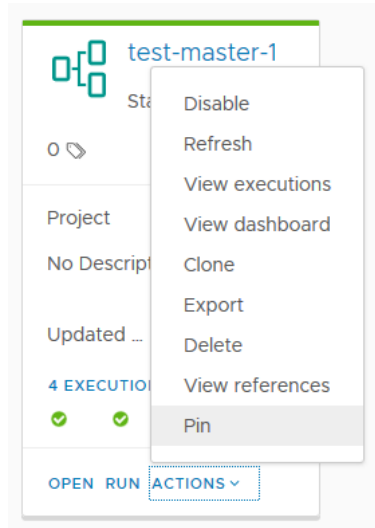 test-master-1
Sta
0
Project
No Descript
Updated ...
4 EXECUTIO
OPEN RUN ACTIONS
Disable
Refresh
View executions
View dashboard
Clone
Export
Delete
View references
Pin